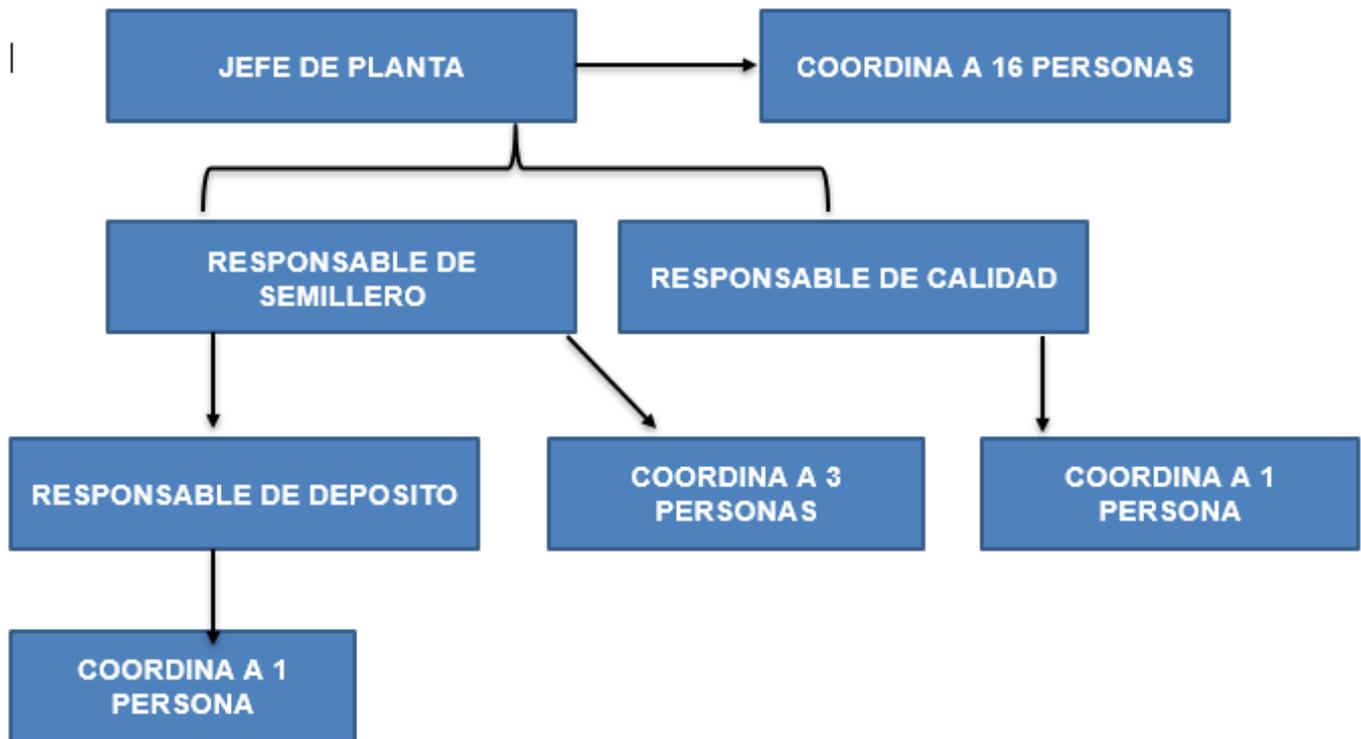 JEFE DE PLANTA
COORDINA A 16 PERSONAS
RESPONSABLE DE
SEMILLERO
RESPONSABLE DE CALIDAD
RESPONSABLE DE DEPOSITO
COORDINA A 3
PERSONAS
COORDINA A 1
PERSONA
COORDINA A 1
PERSONA